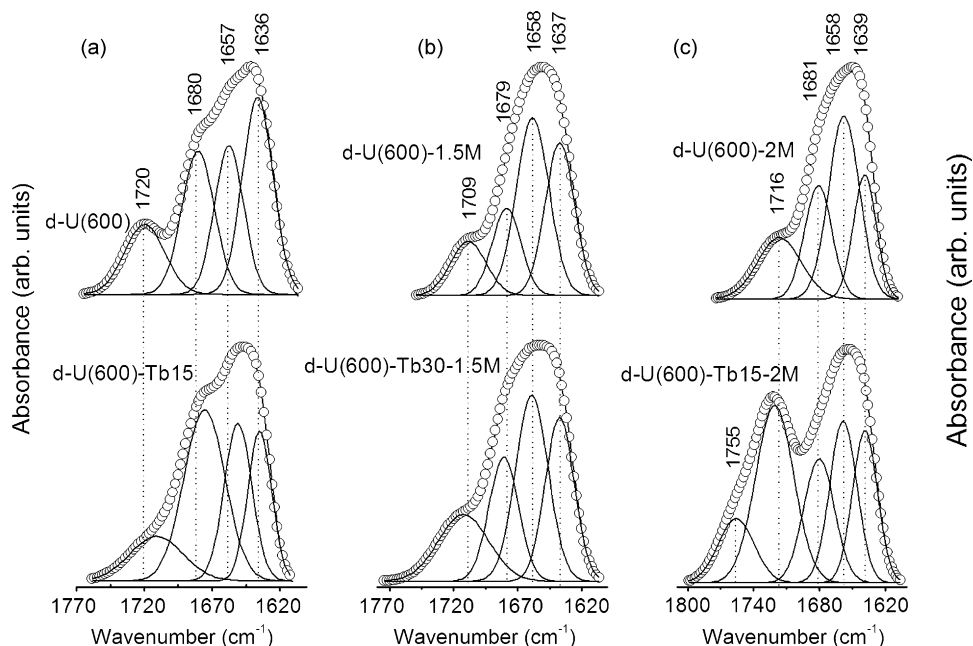 Absorbance (arb. units)
(a)
1720
1680
1657
1636
d-U(600)
d-U(600)-Tb15
1770
1720
1670
1620
Wavenumber (cm⁻¹)
(b)
1709
1679
1658
1637
d-U(600)-1.5M
d-U(600)-Tb30-1.5M
1770
1720
1670
1620
Wavenumber (cm⁻¹)
(c)
1716
1681
1658
1639
d-U(600)-2M
d-U(600)-Tb15-2M
1755
1800
1740
1680
1620
Wavenumber (cm⁻¹)
Absorbance (arb. units)